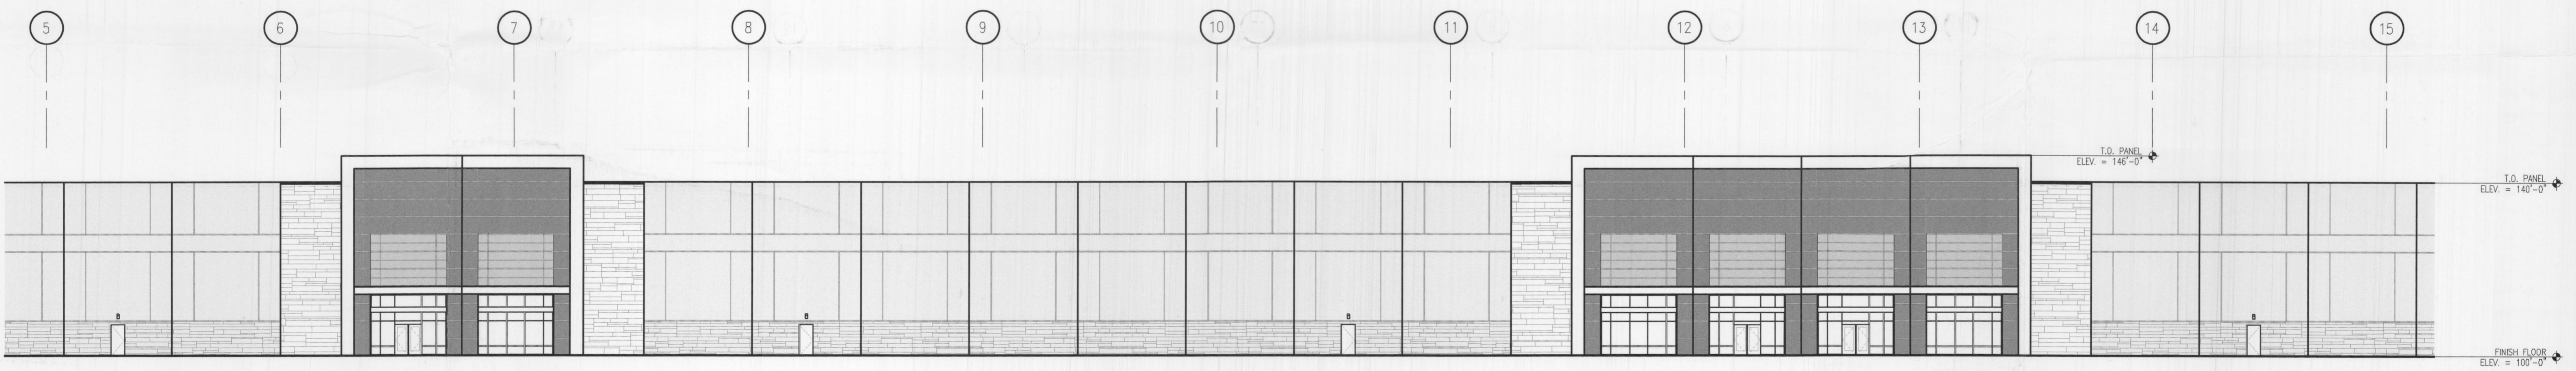 5 6 7 8 9 10 11 12 13 14 15
T.O. PANEL
ELEV. = 146'-0"
T.O. PANEL
ELEV. = 140'-0"
FINISH FLOOR
ELEV. = 100'-0"